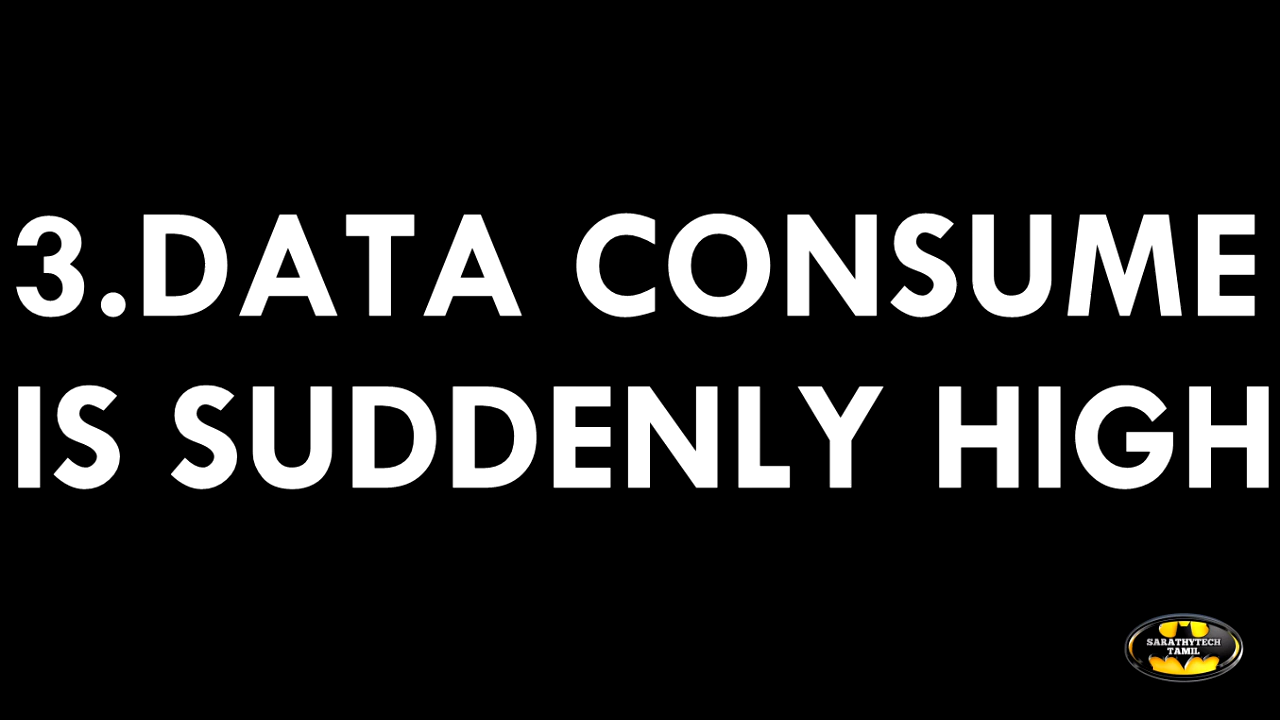 3.DATA CONSUME
IS SUDDENLY HIGH
SARATHYTECH
TAMIL